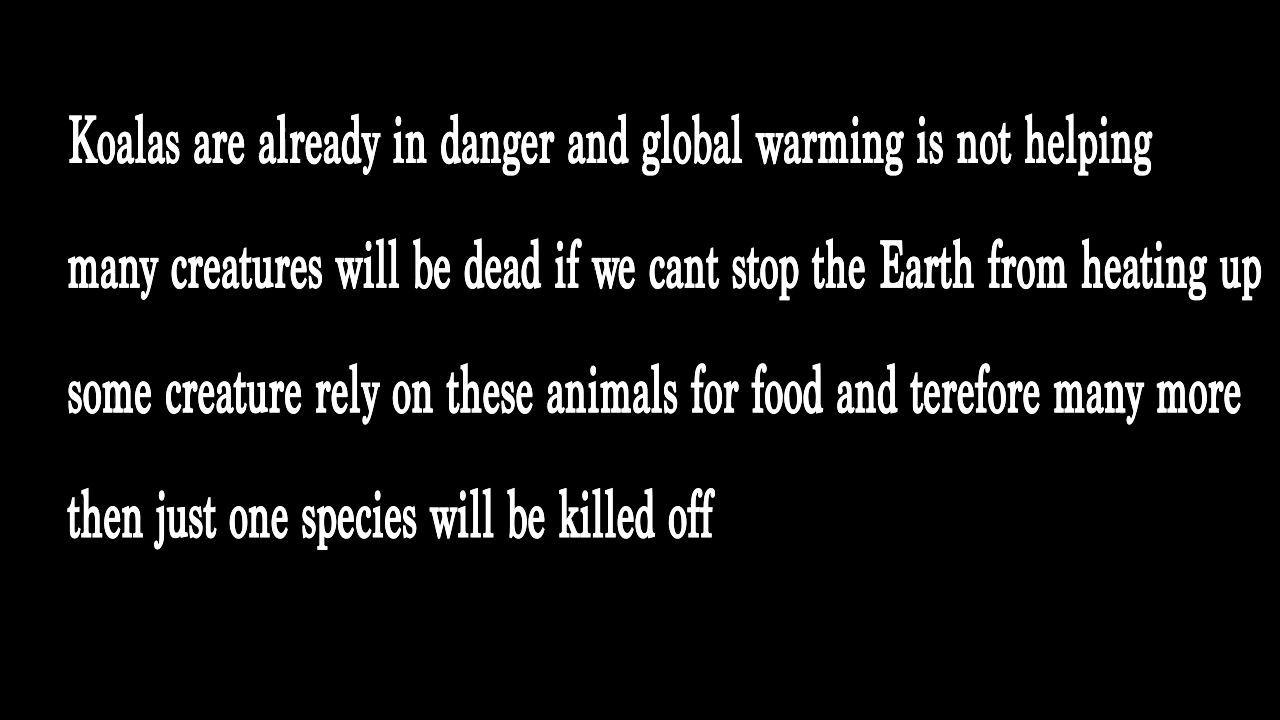 Koalas are already in danger and global warming is not helping
many creatures will be dead if we cant stop the Earth from heating up
some creature rely on these animals for food and terefore many more
then just one species will be killed off